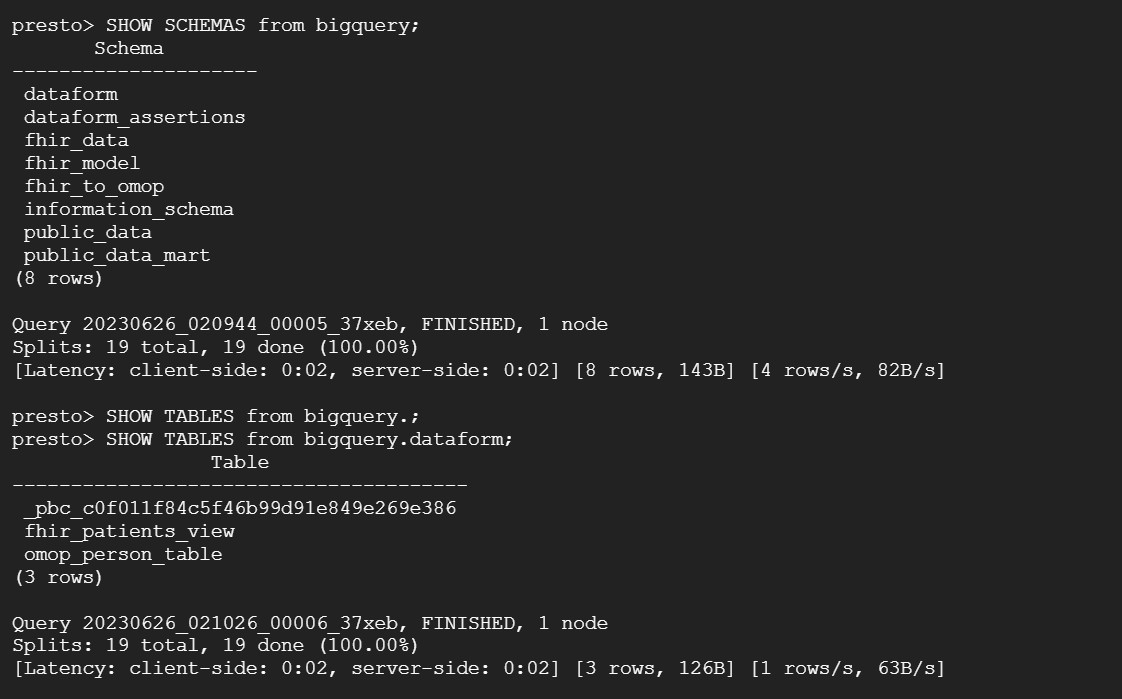 presto> SHOW SCHEMAS from bigquery;
Schema
---------------------
dataform
dataform_assertions
fhir_data
fhir_model
fhir_to_omop
information_schema
public_data
public_data_mart
(8 rows)
Query 20230626_020944_00005_37xeb, FINISHED, 1 node
Splits: 19 total, 19 done (100.00%)
[Latency: client-side: 0:02, server-side: 0:02] [8 rows, 143B] [4 rows/s, 82B/s]
presto> SHOW TABLES from bigquery.;
presto> SHOW TABLES from bigquery.dataform;
Table
---------------------------------------
_pbc_c0f011f84c5f46b99d91e849e269e386
fhir_patients_view
omop_person_table
(3 rows)
Query 20230626_021026_00006_37xeb, FINISHED, 1 node
Splits: 19 total, 19 done (100.00%)
[Latency: client-side: 0:02, server-side: 0:02] [3 rows, 126B] [1 rows/s, 63B/s]